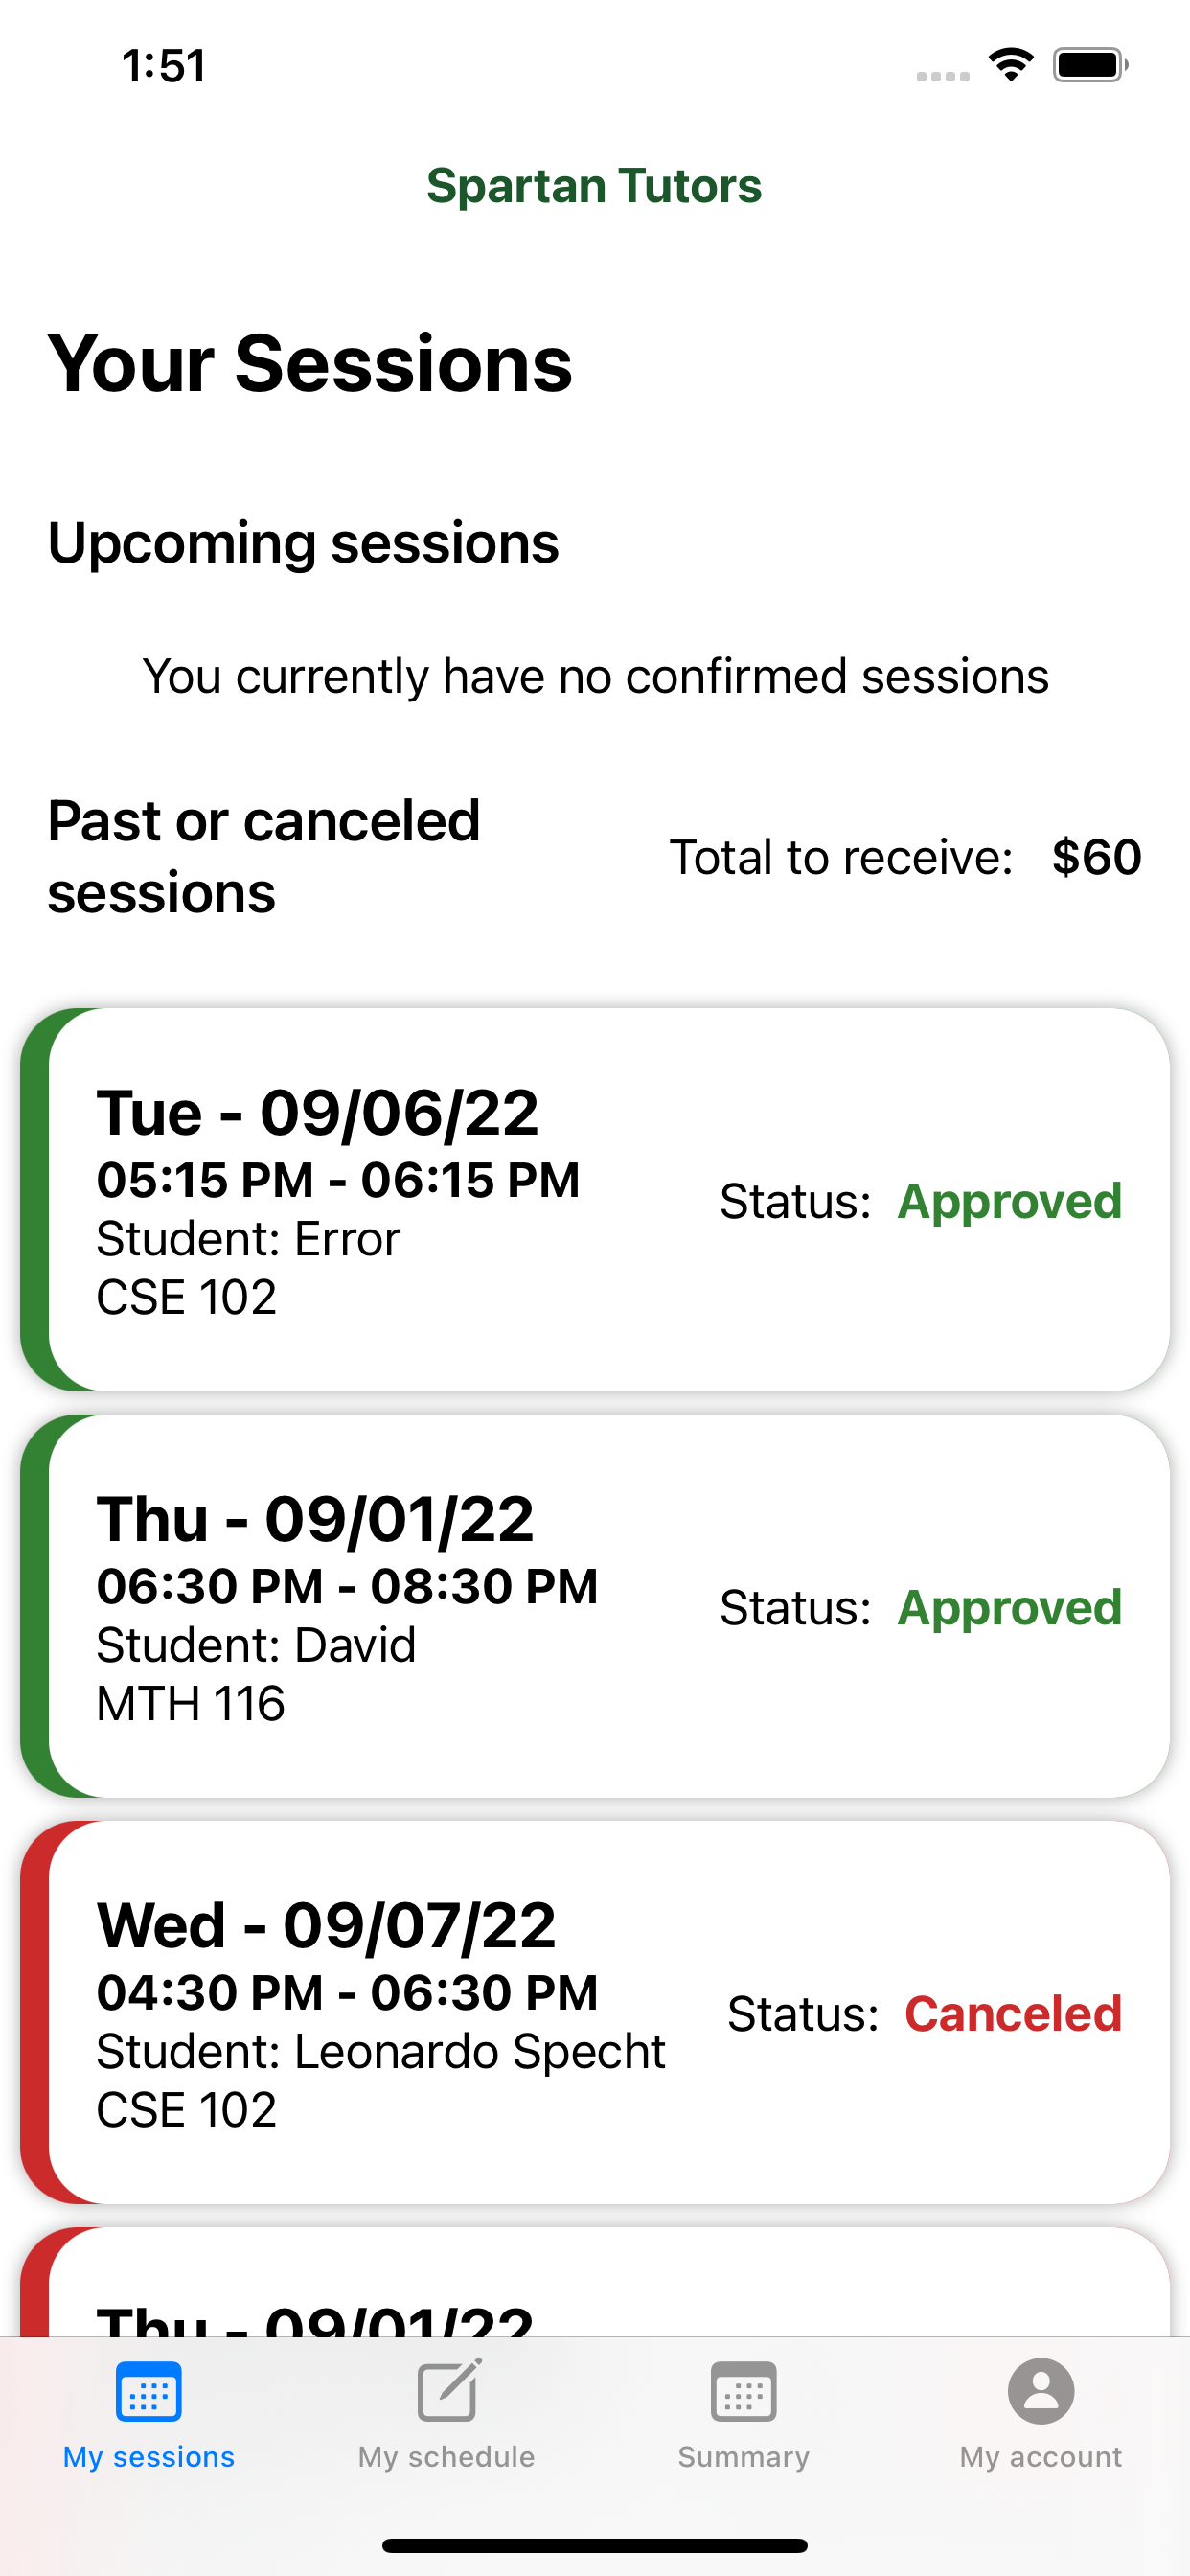 1:51
Spartan Tutors
Your Sessions
Upcoming sessions
You currently have no confirmed sessions
Past or canceled
sessions
Total to receive: $60
Tue - 09/06/22
05:15 PM - 06:15 PM
Student: Error
CSE 102
Status: Approved
Thu - 09/01/22
06:30 PM - 08:30 PM
Student: David
MTH 116
Status: Approved
Wed - 09/07/22
04:30 PM - 06:30 PM
Student: Leonardo Specht
CSE 102
Status: Canceled
Thu - 09/01/22
My sessions
My schedule
Summary
My account